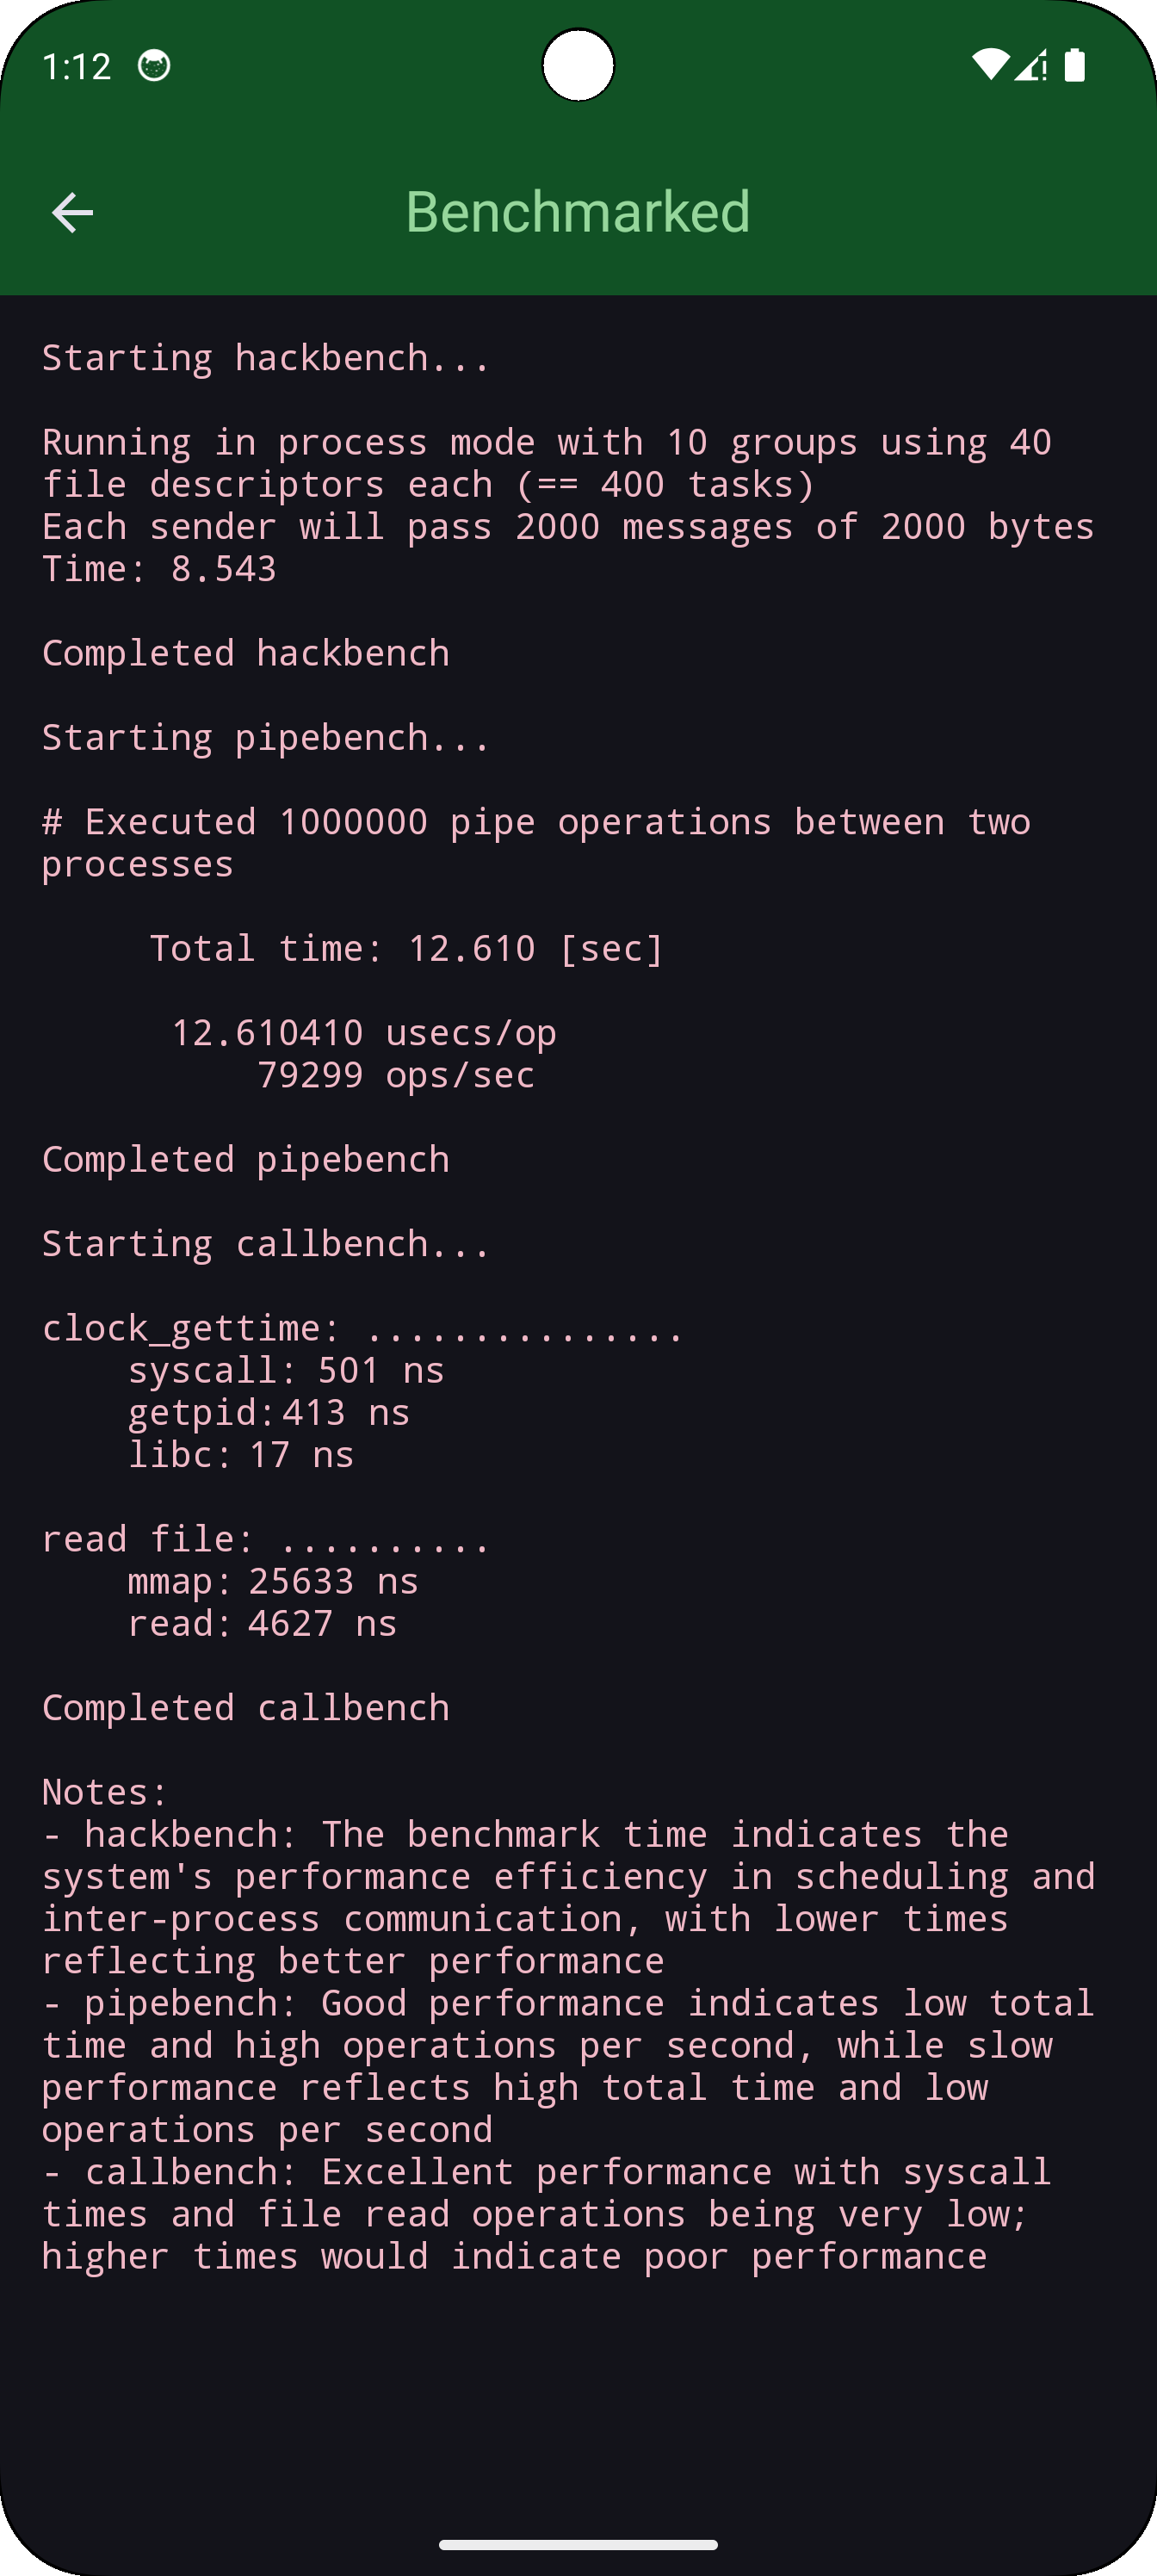 1:12
Benchmarked
Starting hackbench...
Running in process mode with 10 groups using 40
file descriptors each (== 400 tasks)
Each sender will pass 2000 messages of 2000 bytes
Time: 8.543
Completed hackbench
Starting pipebench...
# Executed 1000000 pipe operations between two
processes
Total time: 12.610 [sec]
12.610410 usecs/op
79299 ops/sec
Completed pipebench
Starting callbench...
clock_gettime: ...............
syscall: 501 ns
getpid: 413 ns
libc: 17 ns
read file: ..........
mmap: 25633 ns
read: 4627 ns
Completed callbench
Notes:
- hackbench: The benchmark time indicates the
system's performance efficiency in scheduling and
inter-process communication, with lower times
reflecting better performance
- pipebench: Good performance indicates low total
time and high operations per second, while slow
performance reflects high total time and low
operations per second
- callbench: Excellent performance with syscall
times and file read operations being very low;
higher times would indicate poor performance